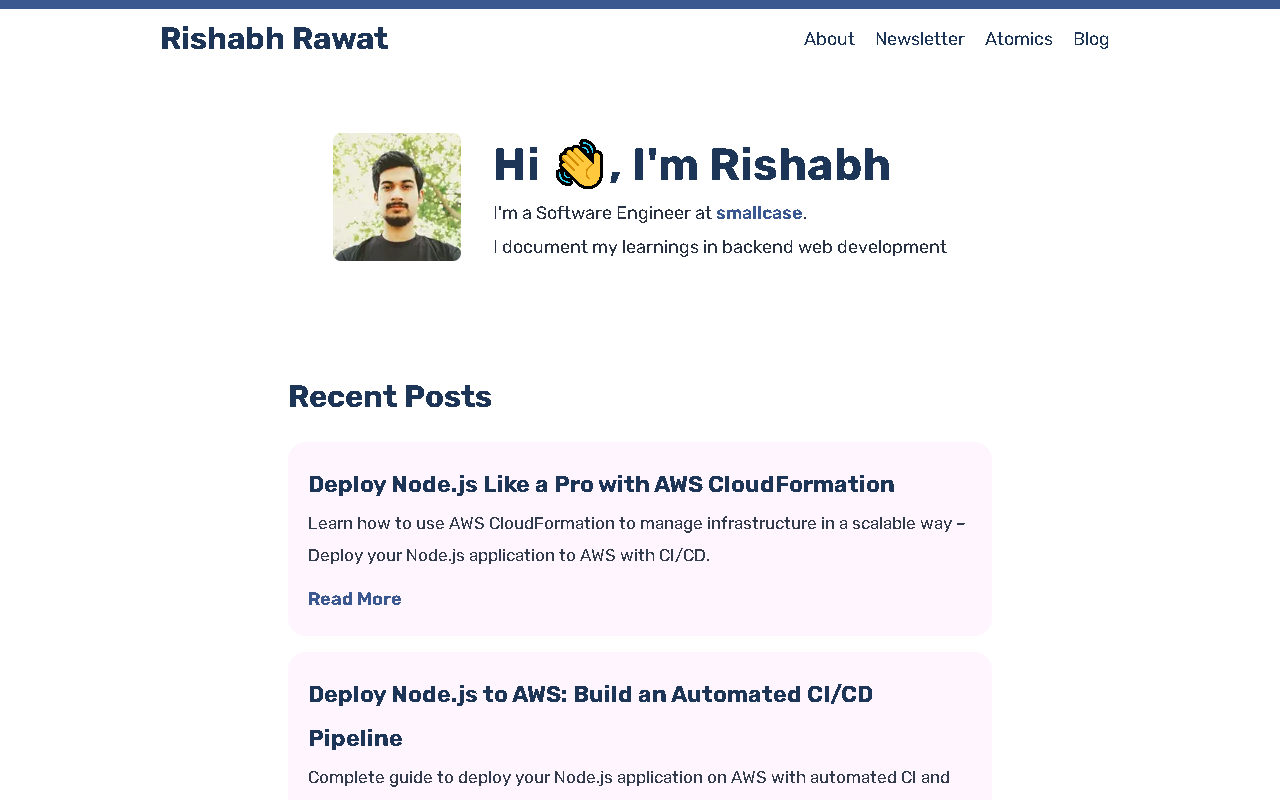 Rishabh Rawat
About Newsletter Atomics Blog
Hi 👋, I'm Rishabh
I'm a Software Engineer at smallcase.
I document my learnings in backend web development
Recent Posts
Deploy Node.js Like a Pro with AWS CloudFormation
Learn how to use AWS CloudFormation to manage infrastructure in a scalable way –
Deploy your Node.js application to AWS with CI/CD.
Read More
Deploy Node.js to AWS: Build an Automated CI/CD
Pipeline
Complete guide to deploy your Node.js application on AWS with automated CI and